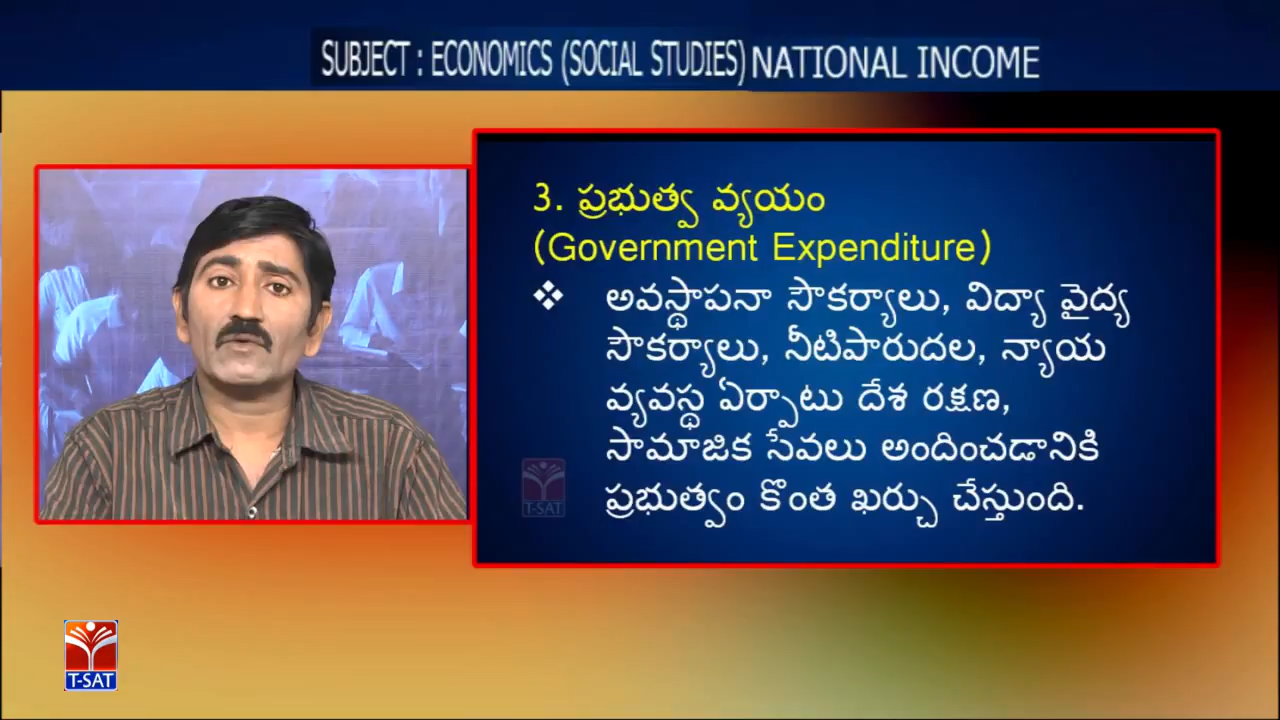 SUBJECT : ECONOMICS (SOCIAL STUDIES) NATIONAL INCOME
3. ప్రభుత్వ వ్యయం
(Government Expenditure)
❖ అవస్థాపనా సౌకర్యాలు, విద్యా వైద్య
సౌకర్యాలు, నీటిపారుదల, న్యాయ
వ్యవస్థ ఏర్పాటు దేశ రక్షణ,
సామాజిక సేవలు అందించడానికి
ప్రభుత్వం కొంత ఖర్చు చేస్తుంది.
T-SAT
T-SAT